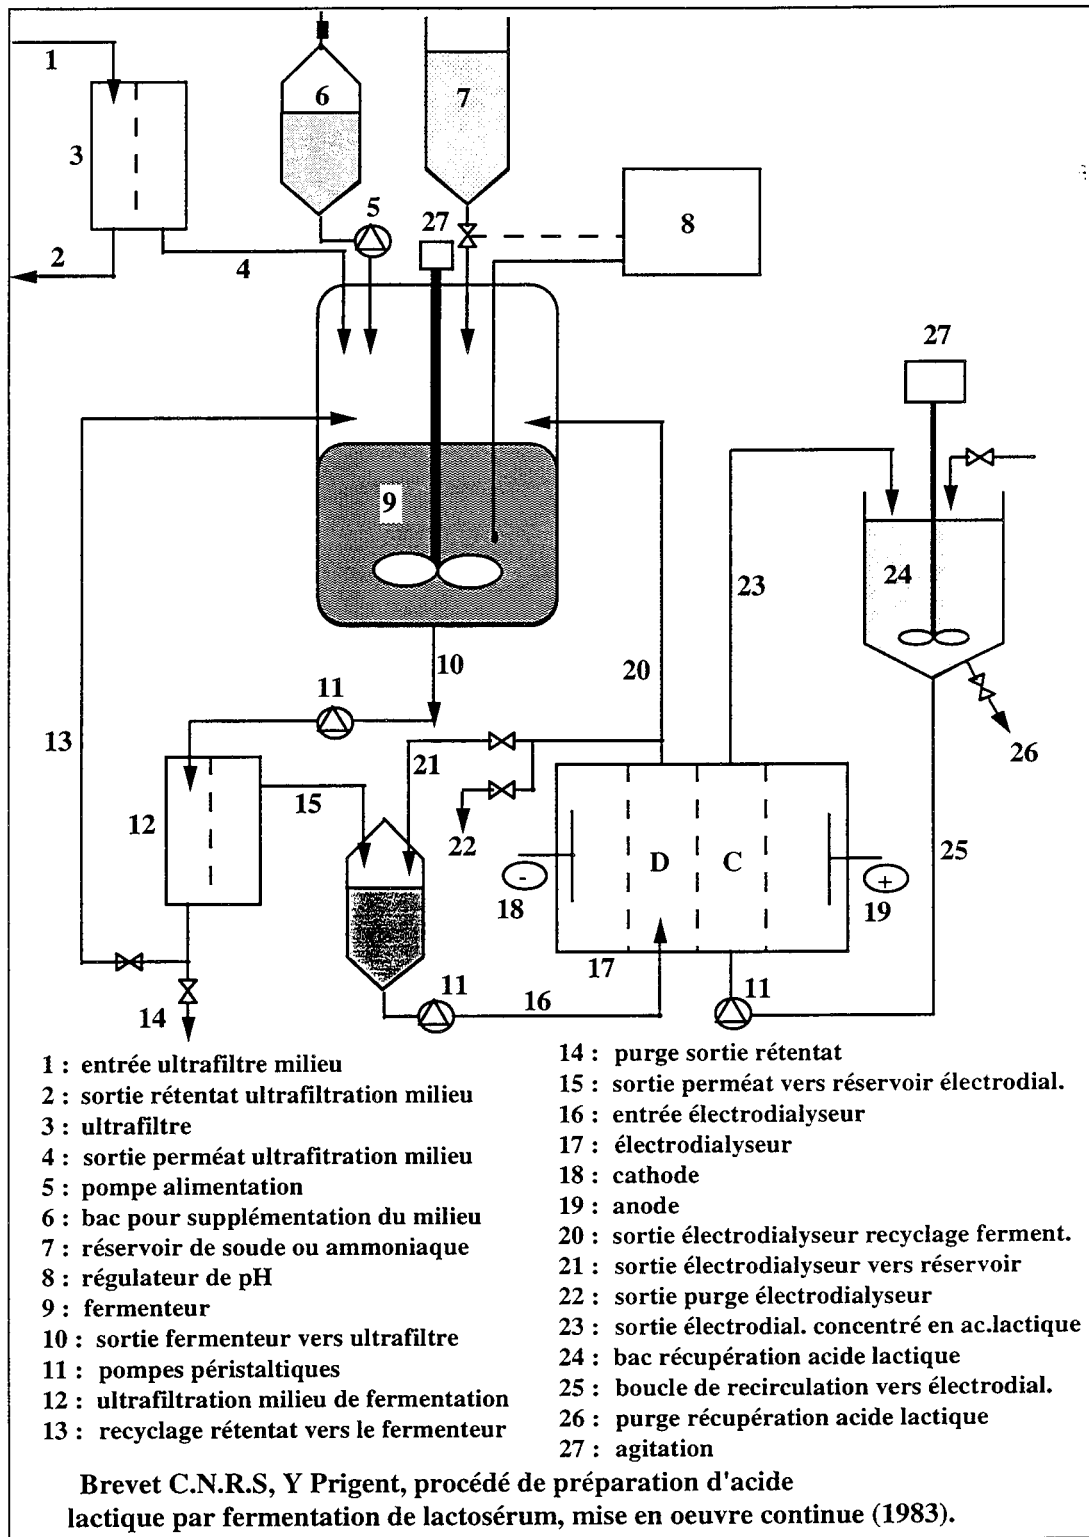 1
6
7
3
5
27
8
2
4
27
9
23
24
10
20
11
13
21
26
15
12
22
D
C
25
-
+
18
19
17
11
16
11
14
1 : entrée ultrafiltre milieu
2 : sortie rétentat ultrafiltration milieu
3 : ultrafiltre
4 : sortie perméat ultrafitration milieu
5 : pompe alimentation
6 : bac pour supplémentation du milieu
7 : réservoir de soude ou ammoniaque
8 : régulateur de pH
9 : fermenteur
10 : sortie fermenteur vers ultrafiltre
11 : pompes péristaltiques
12 : ultrafiltration milieu de fermentation
13 : recyclage rétentat vers le fermenteur
14 : purge sortie rétentat
15 : sortie perméat vers réservoir électrodial.
16 : entrée électrodialyseur
17 : électrodialyseur
18 : cathode
19 : anode
20 : sortie électrodialyseur recyclage ferment.
21 : sortie électrodialyseur vers réservoir
22 : sortie purge électrodialyseur
23 : sortie électrodial. concentré en ac.lactique
24 : bac récupération acide lactique
25 : boucle de recirculation vers électrodial.
26 : purge récupération acide lactique
27 : agitation
Brevet C.N.R.S, Y Prigent, procédé de préparation d'acide
lactique par fermentation de lactosérum, mise en oeuvre continue (1983).